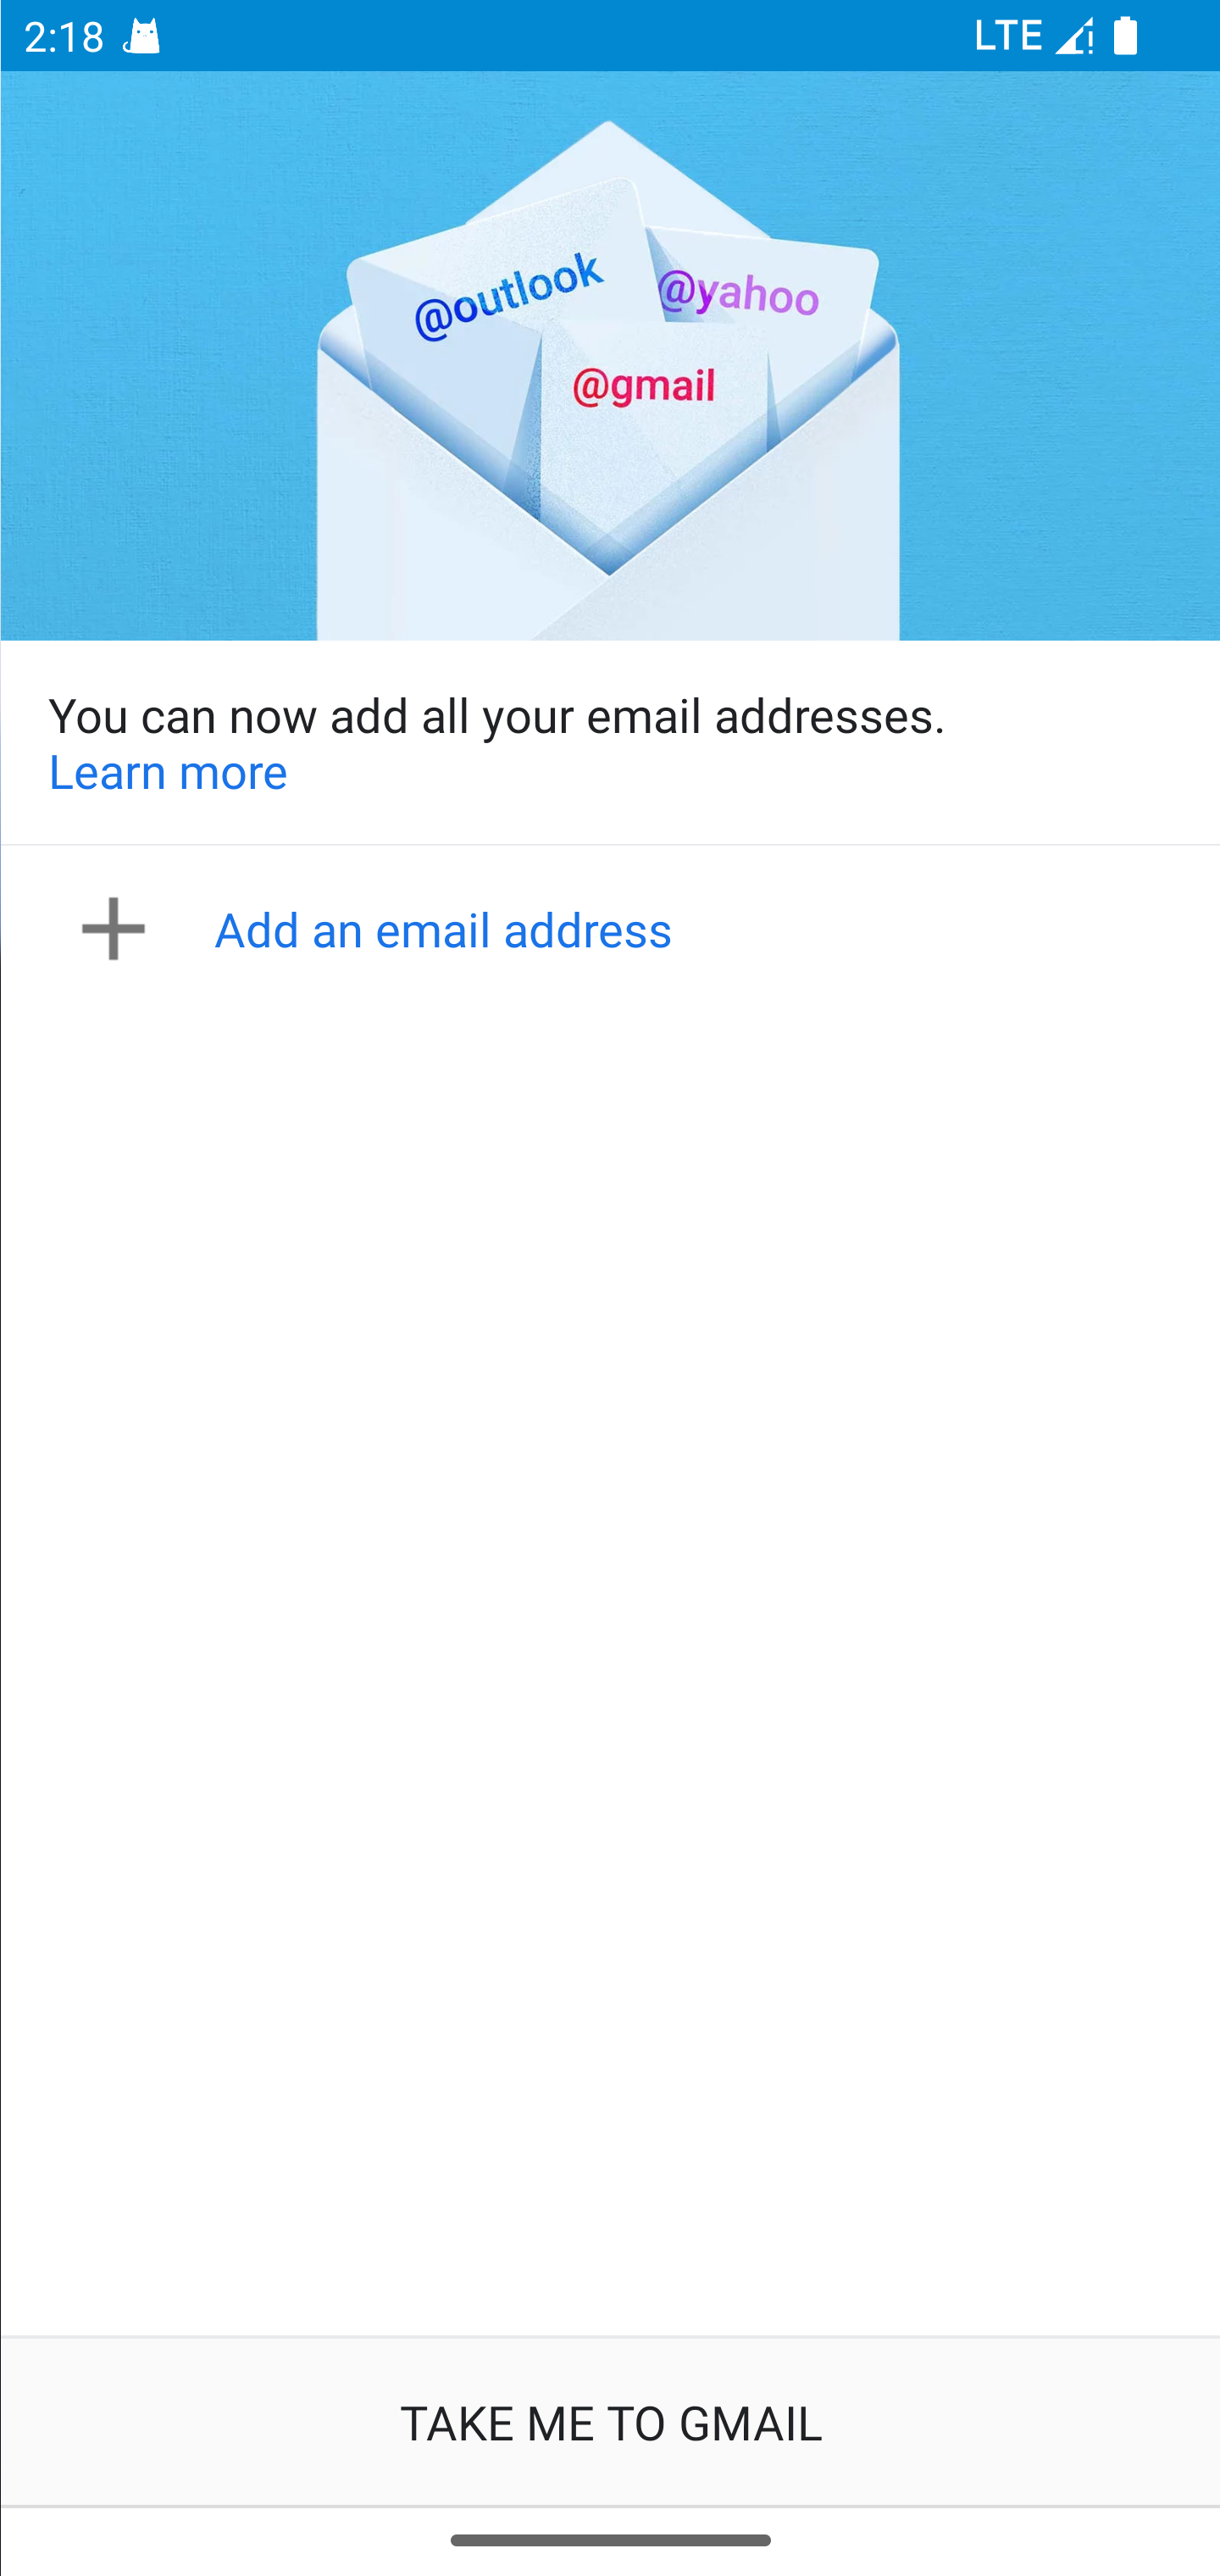 2:18 LTE
@outlook
@yahoo
@gmail
You can now add all your email addresses.
Learn more
Add an email address
TAKE ME TO GMAIL